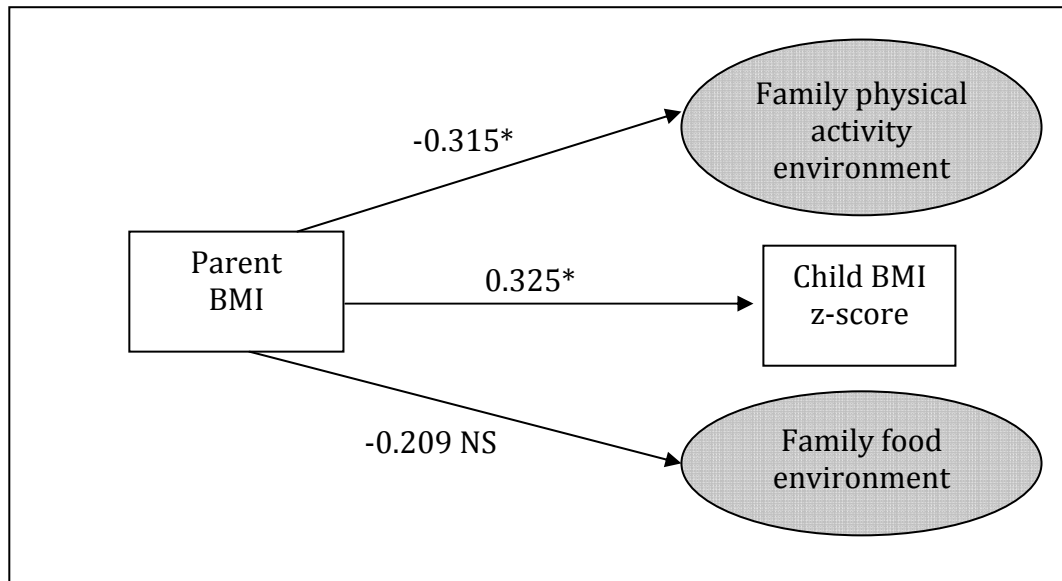 Family physical
activity
environment
-0.315*
Parent
BMI
0.325*
Child BMI
z-score
-0.209 NS
Family food
environment